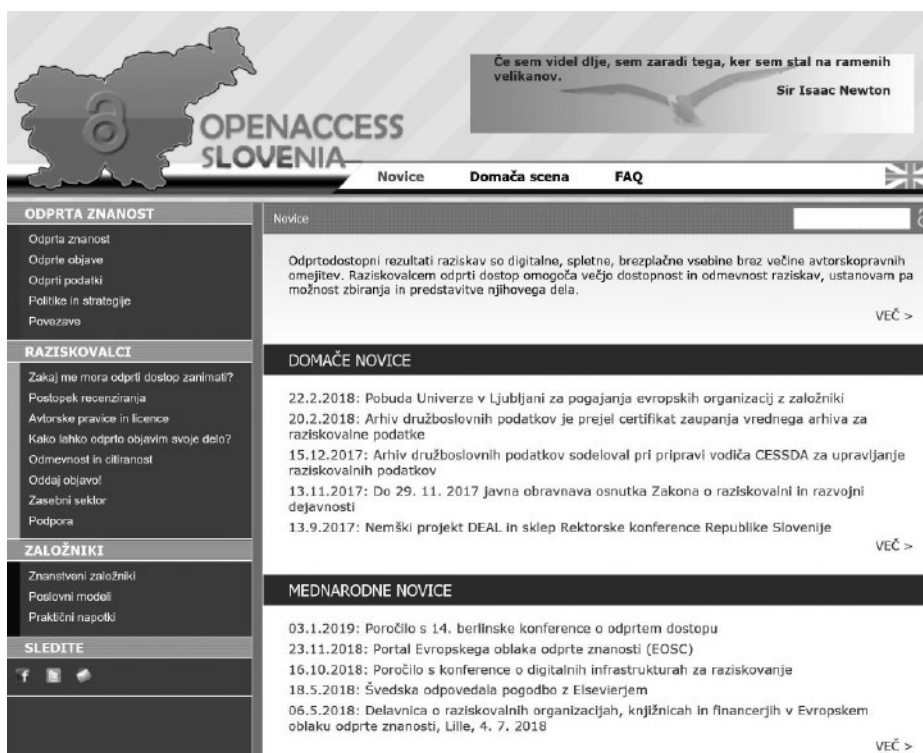 Če sem videl dlje, sem zaradi tega, ker sem stal na ramenih
velikanov.
Sir Isaac Newton
OPENACCESS
SLOVENIA
Novice
Domača scena
FAQ
ODPRTA ZNANOST
Odprta znanost
Odprte objave
Odprti podatki
Politike in strategije
Povezave
RAZISKOVALCI
Zakaj me mora odprti dostop zanimati?
Postopek recenziranja
Avtorske pravice in licence
Kako lahko odprto objavim svoje delo?
Odmevnost in citiranost
Oddaj objavo!
Zasebni sektor
Podpora
ZALOŽNIKI
Znanstveni založniki
Poslovni modeli
Praktični napotki
SLEDITE
Novice
Odprtodostopni rezultati raziskav so digitalne, spletne, brezplačne vsebine brez večine avtorskopravnih
omejitev. Raziskovalcem odprti dostop omogoča večjo dostopnost in odmevnost raziskav, ustanovam pa
možnost zbiranja in predstavitve njihovega dela.
VEČ >
DOMAČE NOVICE
22.2.2018: Pobuda Univerze v Ljubljani za pogajanja evropskih organizacij z založniki
20.2.2018: Arhiv družboslovnih podatkov je prejel certifikat zaupanja vrednega arhiva za
raziskovalne podatke
15.12.2017: Arhiv družboslovnih podatkov sodeloval pri pripravi vodiča CESSDA za upravljanje
raziskovalnih podatkov
13.11.2017: Do 29. 11. 2017 javna obravnava osnutka Zakona o raziskovalni in razvojni
dejavnosti
13.9.2017: Nemški projekt DEAL in sklep Rektorske konference Republike Slovenije
VEČ >
MEDNARODNE NOVICE
03.1.2019: Poročilo s 14. berlinske konference o odprtem dostopu
23.11.2018: Portal Evropskega oblaka odprte znanosti (EOSC)
16.10.2018: Poročilo s konference o digitalnih infrastrukturah za raziskovanje
18.5.2018: Švedska odpovedala pogodbo z Elsevierjem
06.5.2018: Delavnica o raziskovalnih organizacijah, knjižnicah in financerjih v Evropskem
oblaku odprte znanosti, Lille, 4. 7. 2018
VEČ >